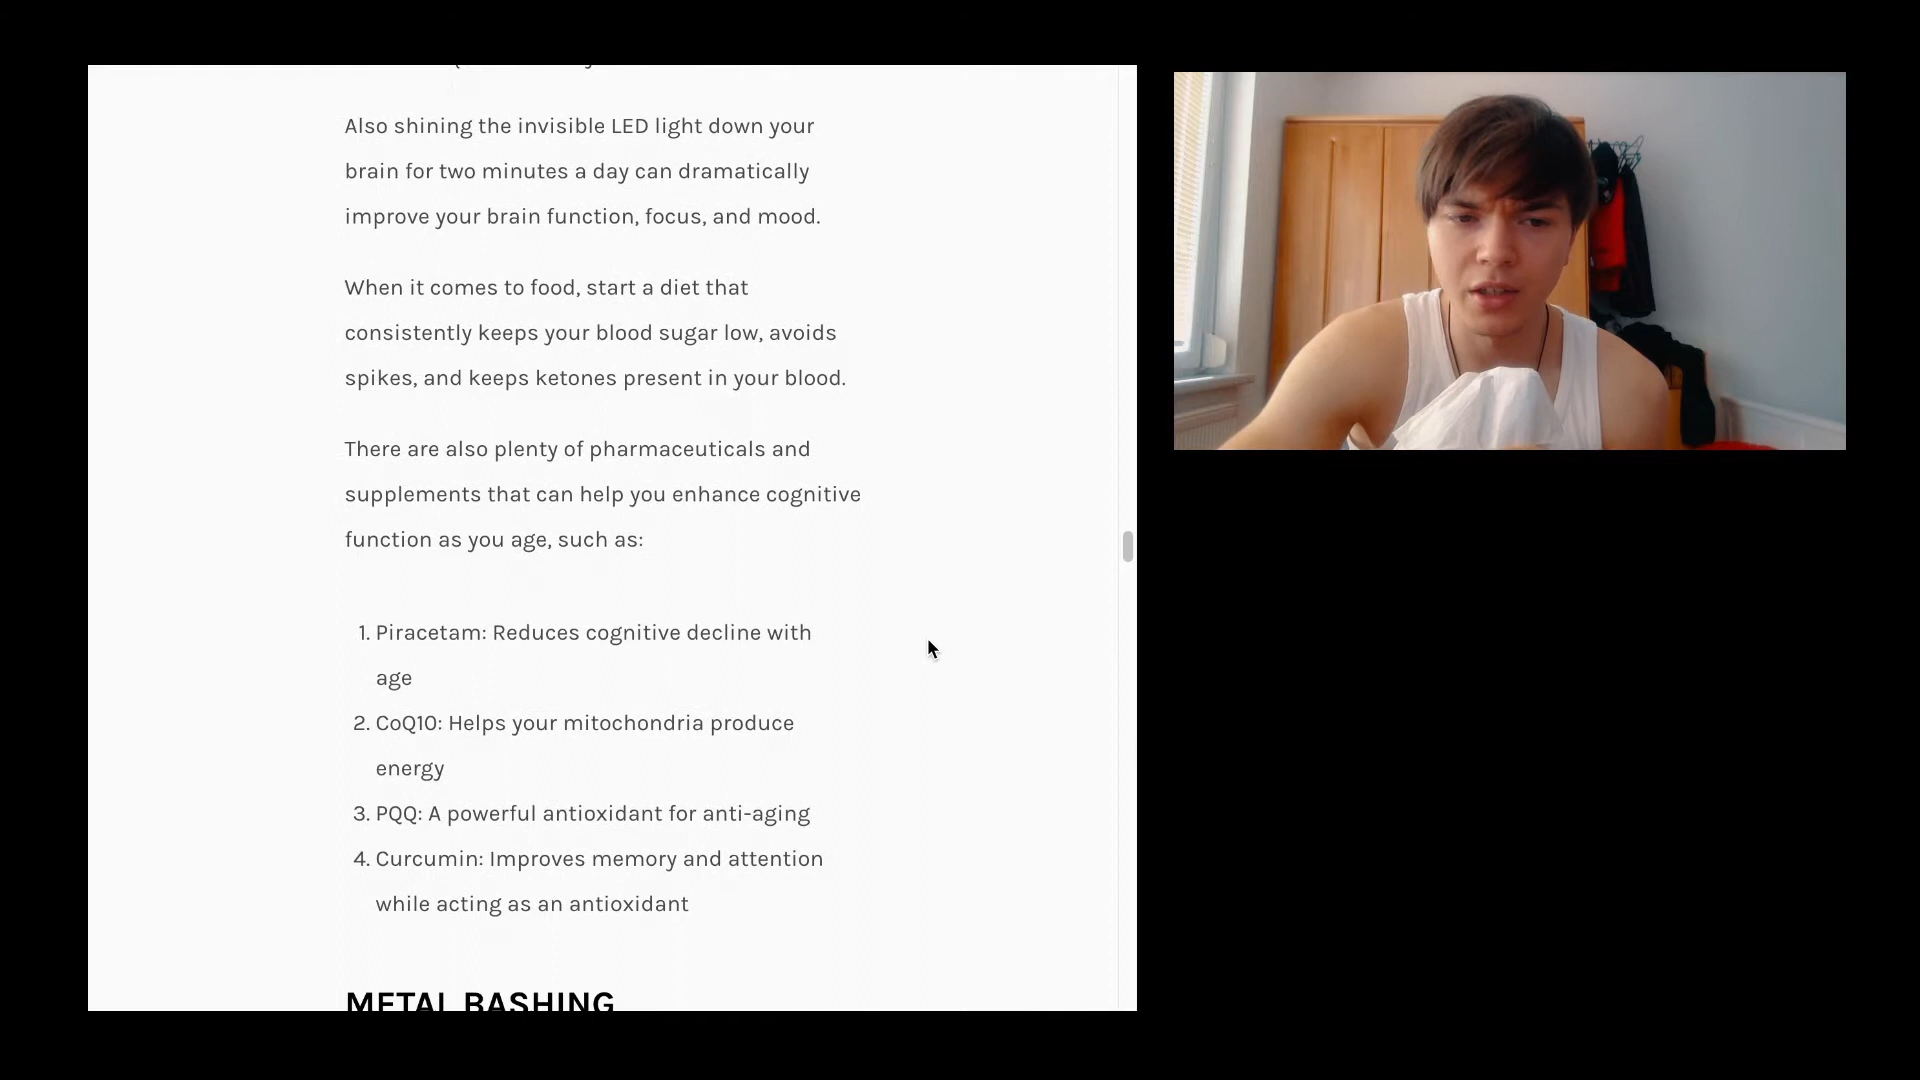 Also shining the invisible LED light down your
brain for two minutes a day can dramatically
improve your brain function, focus, and mood.
When it comes to food, start a diet that
consistently keeps your blood sugar low, avoids
spikes, and keeps ketones present in your blood.
There are also plenty of pharmaceuticals and
supplements that can help you enhance cognitive
function as you age, such as:
1. Piracetam: Reduces cognitive decline with
age
2. CoQ10: Helps your mitochondria produce
energy
3. PQQ: A powerful antioxidant for anti-aging
4. Curcumin: Improves memory and attention
while acting as an antioxidant
METAL BASHING